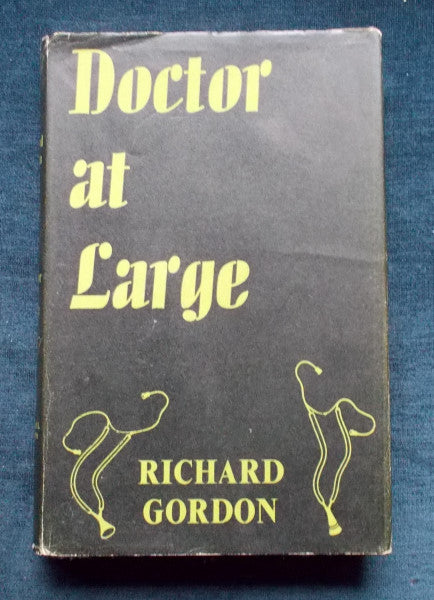 Doctor
at
Large
RICHARD
GORDON